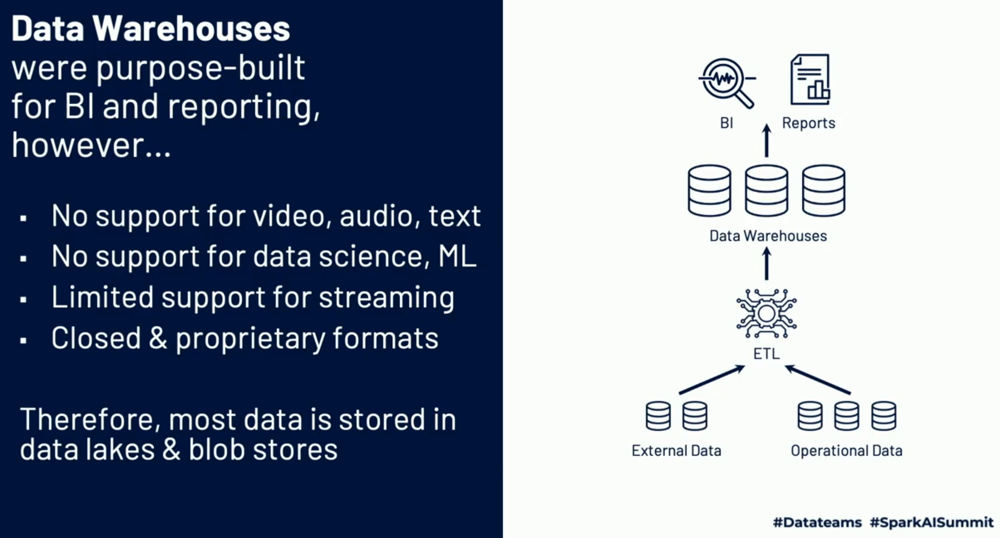 Data Warehouses
were purpose-built
for BI and reporting,
however...
▪ No support for video, audio, text
▪ No support for data science, ML
▪ Limited support for streaming
▪ Closed & proprietary formats
Therefore, most data is stored in
data lakes & blob stores
BI
Reports
Data Warehouses
ETL
External Data
Operational Data
#Datateams #SparkAISummit